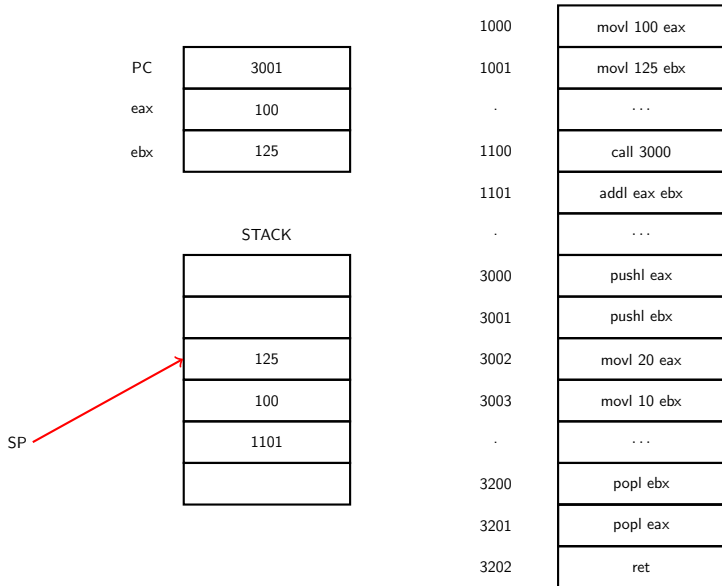 PC 3001
eax 100
ebx 125
STACK
125
100
SP 1101
1000 movl 100 eax
1001 movl 125 ebx
. ...
1100 call 3000
1101 addl eax ebx
. ...
3000 pushl eax
3001 pushl ebx
3002 movl 20 eax
3003 movl 10 ebx
. ...
3200 popl ebx
3201 popl eax
3202 ret